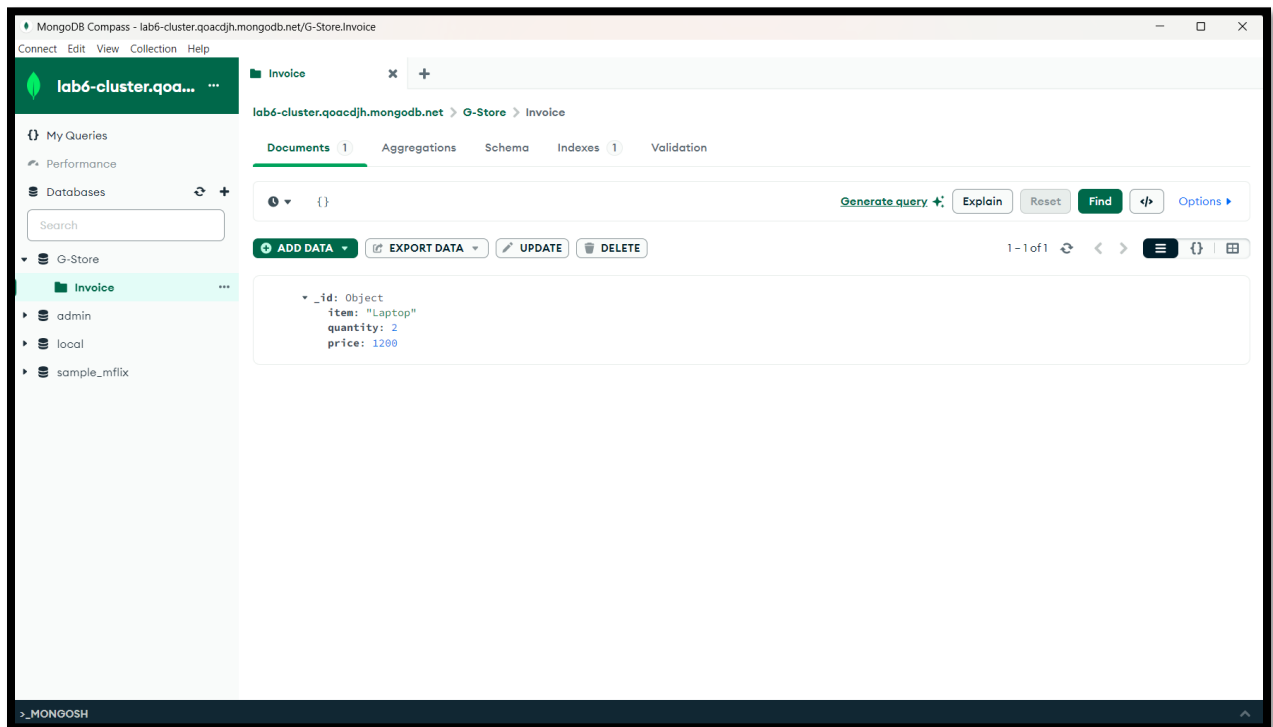 MongoDB Compass - lab6-cluster.qoacdjh.mongodb.net/G-Store.Invoice
Connect Edit View Collection Help
lab6-cluster.qoa... ...
Invoice
lab6-cluster.qoacdjh.mongodb.net > G-Store > Invoice
{} My Queries
Performance
Databases
Search
G-Store
Invoice ...
admin
local
sample_mflix
Documents 1 Aggregations Schema Indexes 1 Validation
{} Generate query Explain Reset Find </> Options
ADD DATA EXPORT DATA UPDATE DELETE 1 – 1 of 1 {}
_id: Object
item: "Laptop"
quantity: 2
price: 1200
>_MONGOSH